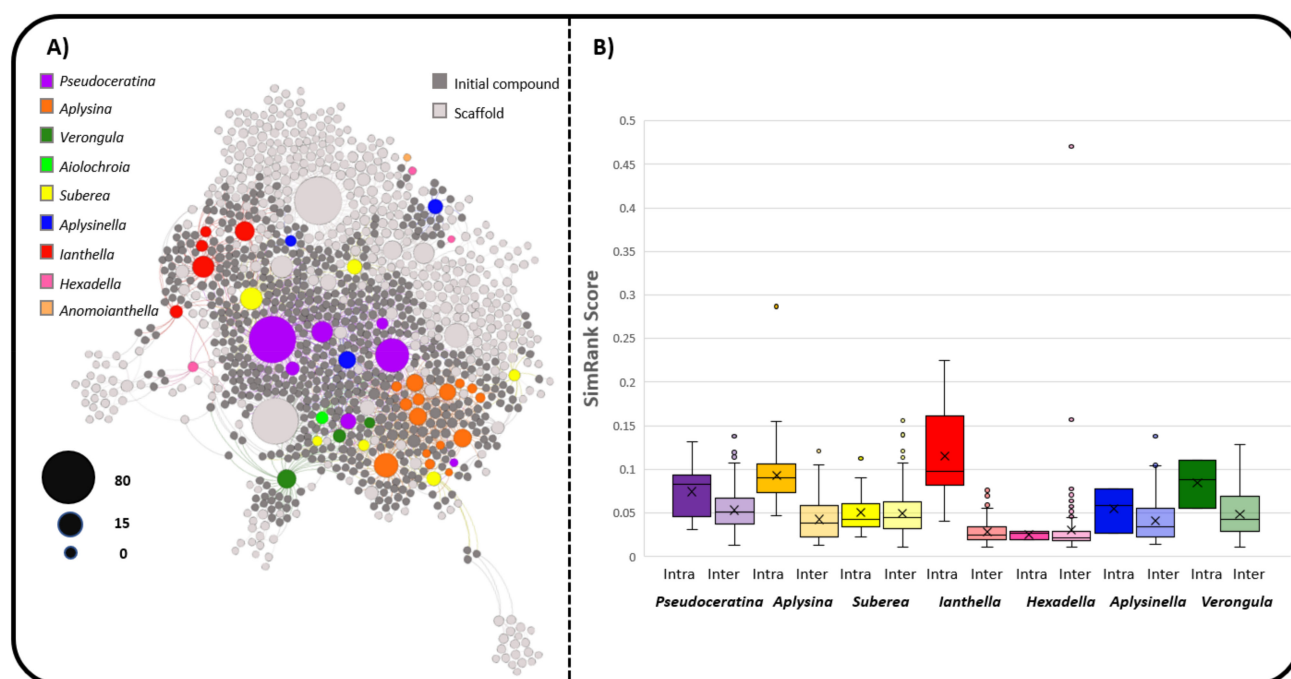 A)
Pseudoceratina
Aplysina
Verongula
Aiolochroia
Suberea
Aplysinella
Ianthella
Hexadella
Anomoianthella
Initial compound
Scaffold
80
15
0
B)
SimRank Score
0.5
0.45
0.4
0.35
0.3
0.25
0.2
0.15
0.1
0.05
0
Intra Inter Intra Inter Intra Inter Intra Inter Intra Inter Intra Inter Intra Inter
Pseudoceratina Aplysina Suberea Ianthella Hexadella Aplysinella Verongula